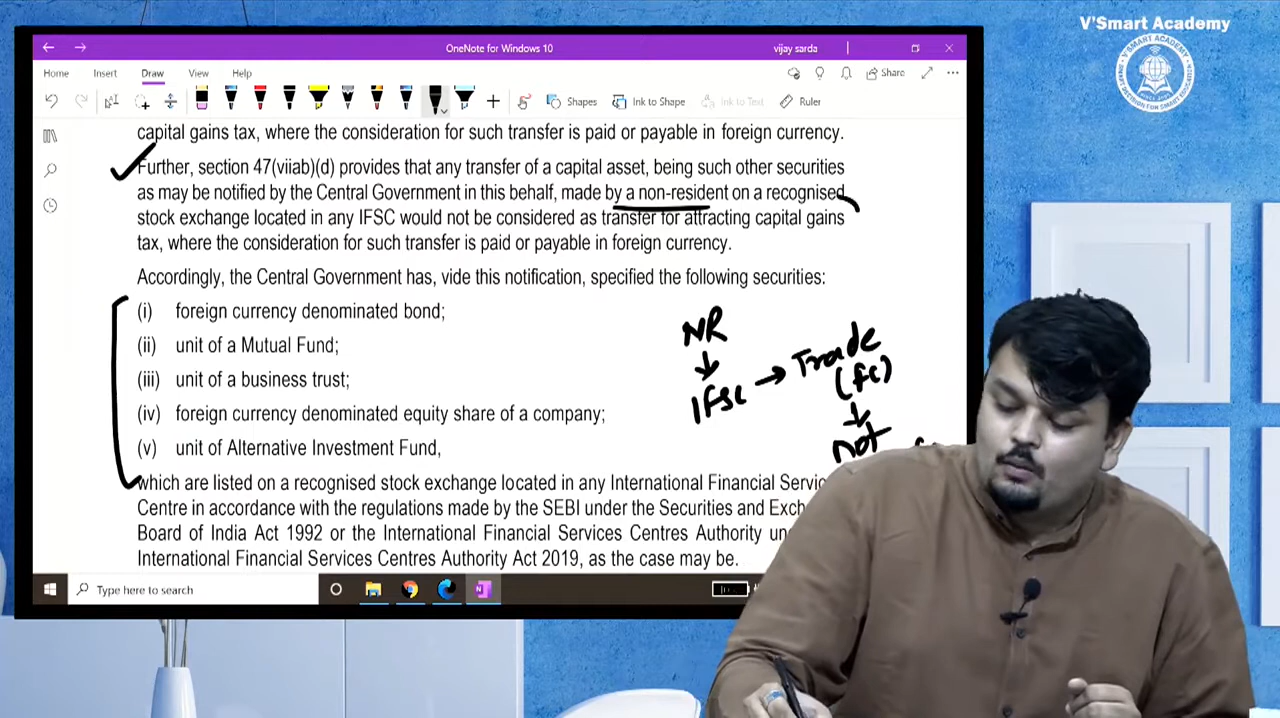 V'Smart Academy
OneNote for Windows 10
vijay sarda
Home Insert Draw View Help
Share
Shapes Ink to Shape Ink to Text Ruler
capital gains tax, where the consideration for such transfer is paid or payable in foreign currency.
Further, section 47(viiab)(d) provides that any transfer of a capital asset, being such other securities
as may be notified by the Central Government in this behalf, made by a non-resident on a recognised
stock exchange located in any IFSC would not be considered as transfer for attracting capital gains
tax, where the consideration for such transfer is paid or payable in foreign currency.
Accordingly, the Central Government has, vide this notification, specified the following securities:
(i) foreign currency denominated bond;
(ii) unit of a Mutual Fund;
(iii) unit of a business trust;
(iv) foreign currency denominated equity share of a company;
(v) unit of Alternative Investment Fund,
which are listed on a recognised stock exchange located in any International Financial Servic
Centre in accordance with the regulations made by the SEBI under the Securities and Exch
Board of India Act 1992 or the International Financial Services Centres Authority un
International Financial Services Centres Authority Act 2019, as the case may be.
NR
IFSC → Trade
(FC)
not
Type here to search